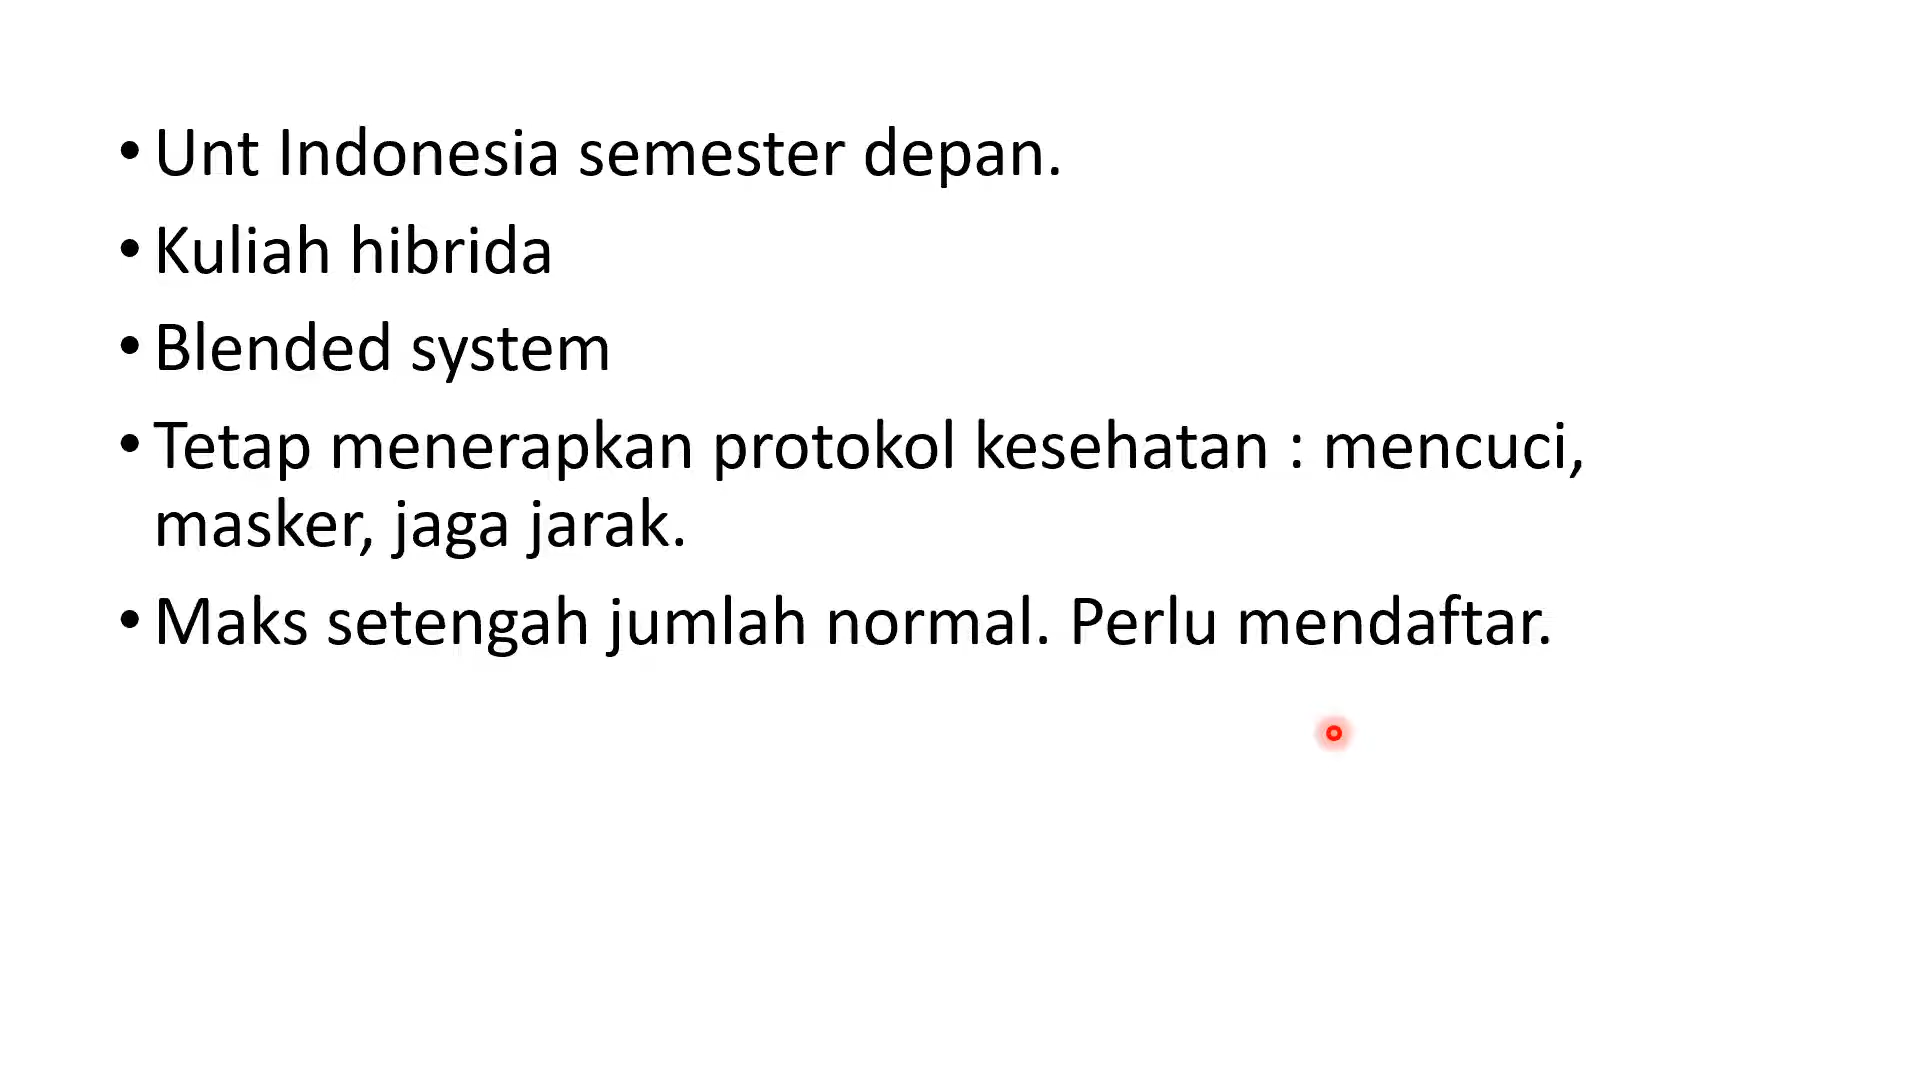 • Unt Indonesia semester depan.
• Kuliah hibrida
• Blended system
• Tetap menerapkan protokol kesehatan : mencuci,
masker, jaga jarak.
• Maks setengah jumlah normal. Perlu mendaftar.